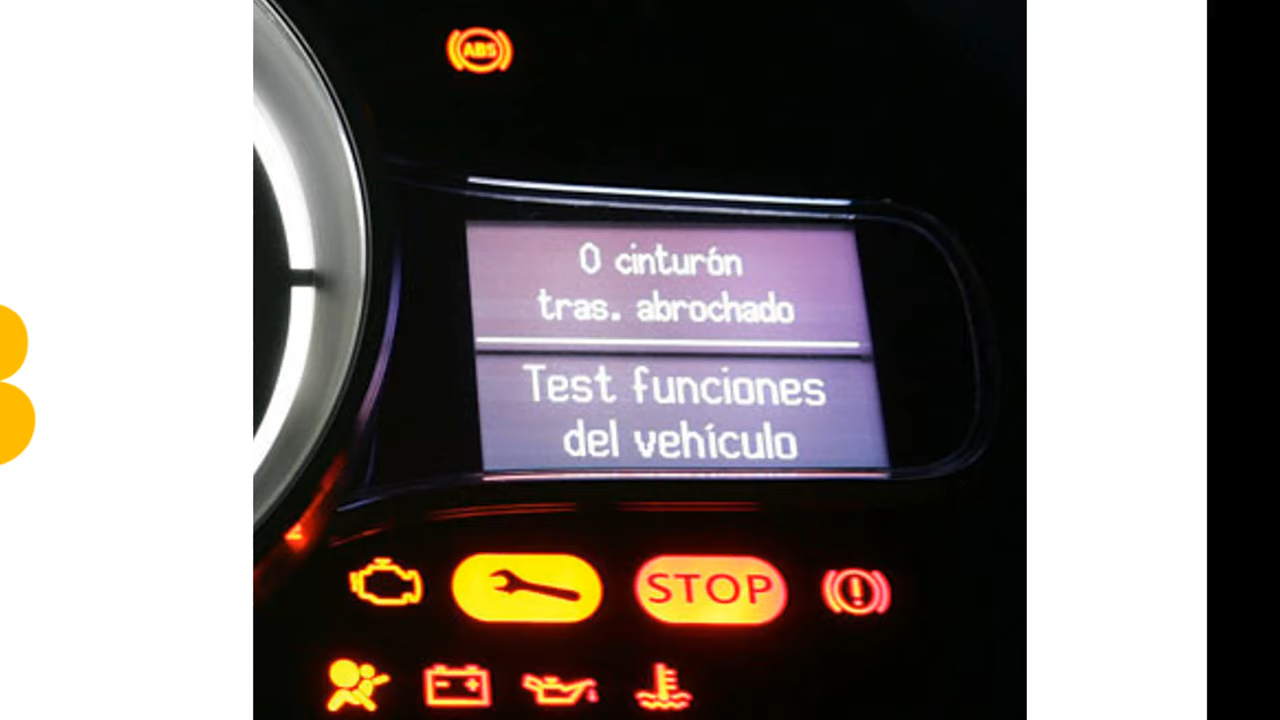 ABS
0 cinturón
tras. abrochado
Test funciones
del vehículo
STOP